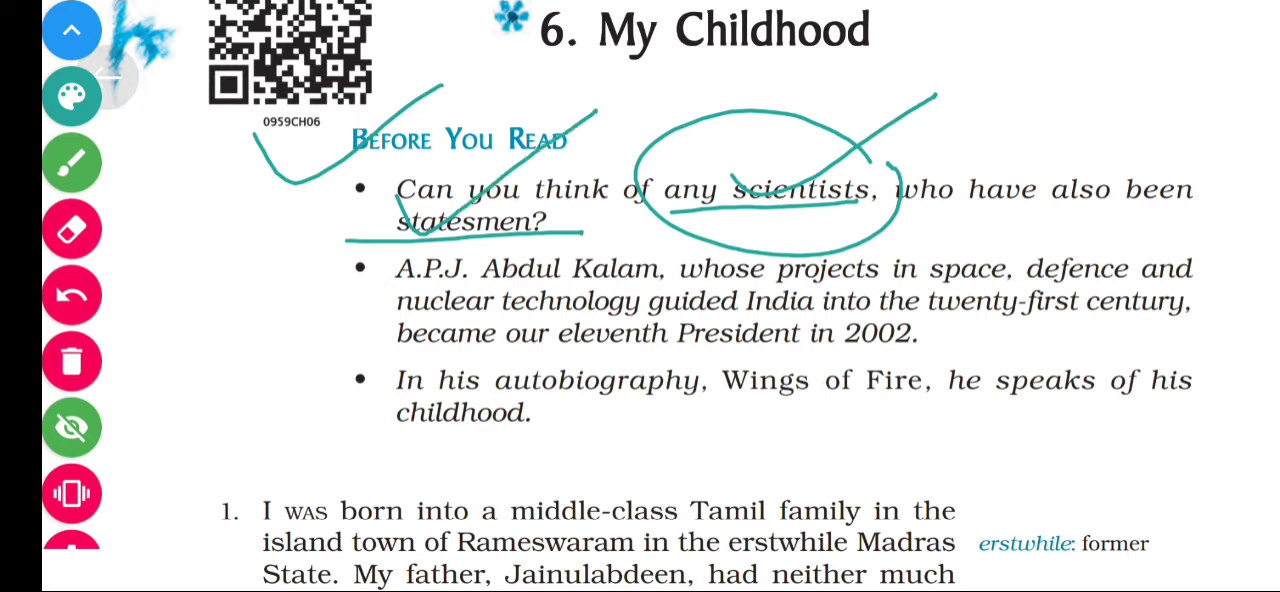 6. My Childhood
0959CH06
BEFORE YOU READ
• Can you think of any scientists, who have also been
statesmen?
• A.P.J. Abdul Kalam, whose projects in space, defence and
nuclear technology guided India into the twenty-first century,
became our eleventh President in 2002.
• In his autobiography, Wings of Fire, he speaks of his
childhood.
1. I WAS born into a middle-class Tamil family in the
island town of Rameswaram in the erstwhile Madras
erstwhile: former
State. My father, Jainulabdeen, had neither much